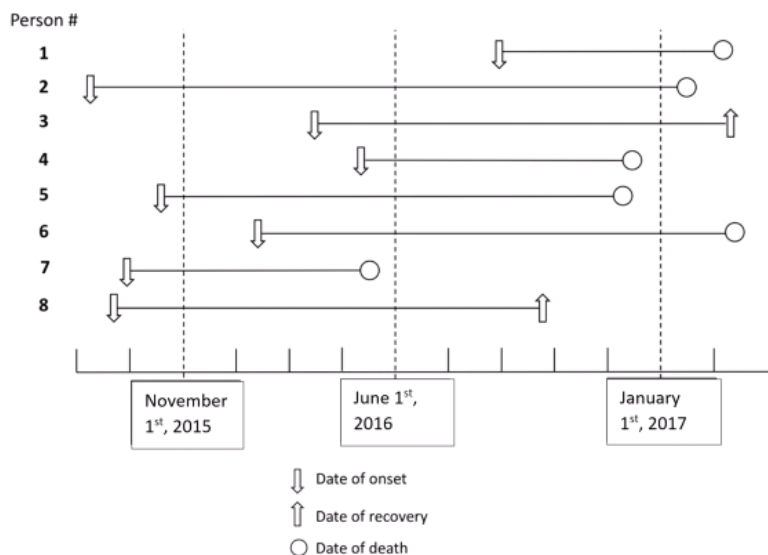 Person #
1
2
3
4
5
6
7
8
November
1st, 2015
June 1st,
2016
January
1st, 2017
Date of onset
Date of recovery
Date of death